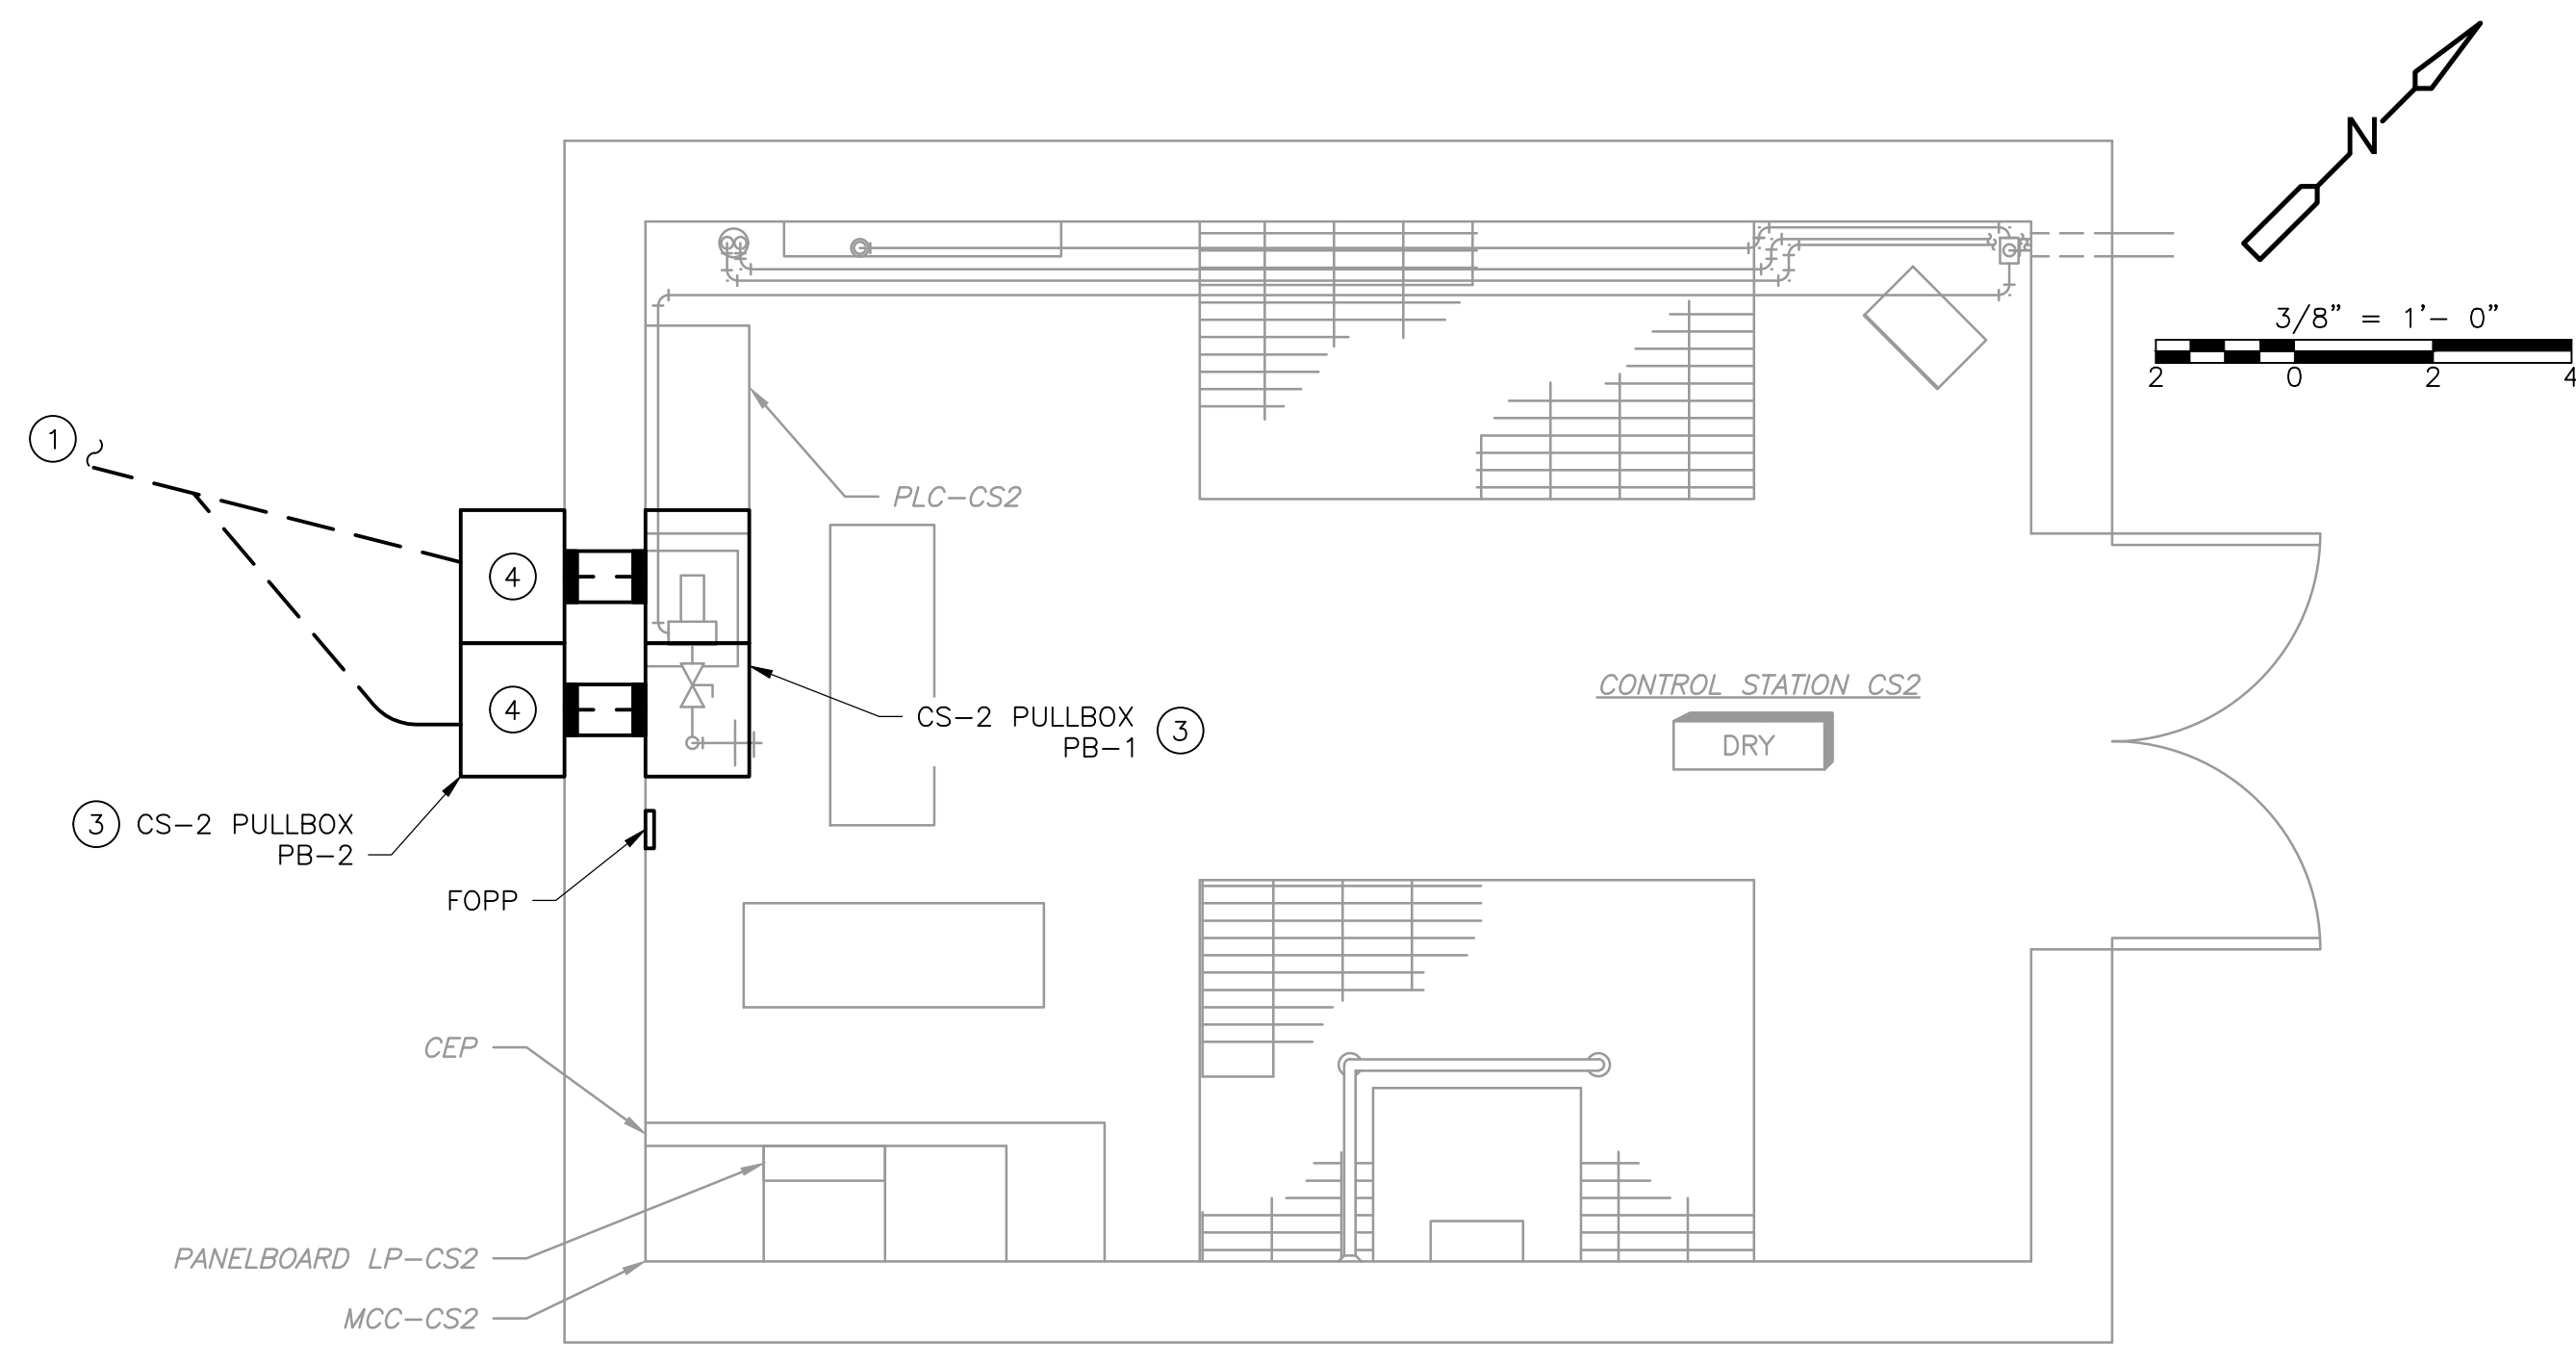 N
3/8" = 1'- 0"
2 0 2 4
1
PLC-CS2
4
4
CONTROL STATION CS2
DRY
CS-2 PULLBOX
PB-1
3
3 CS-2 PULLBOX
PB-2
FOPP
CEP
PANELBOARD LP-CS2
MCC-CS2